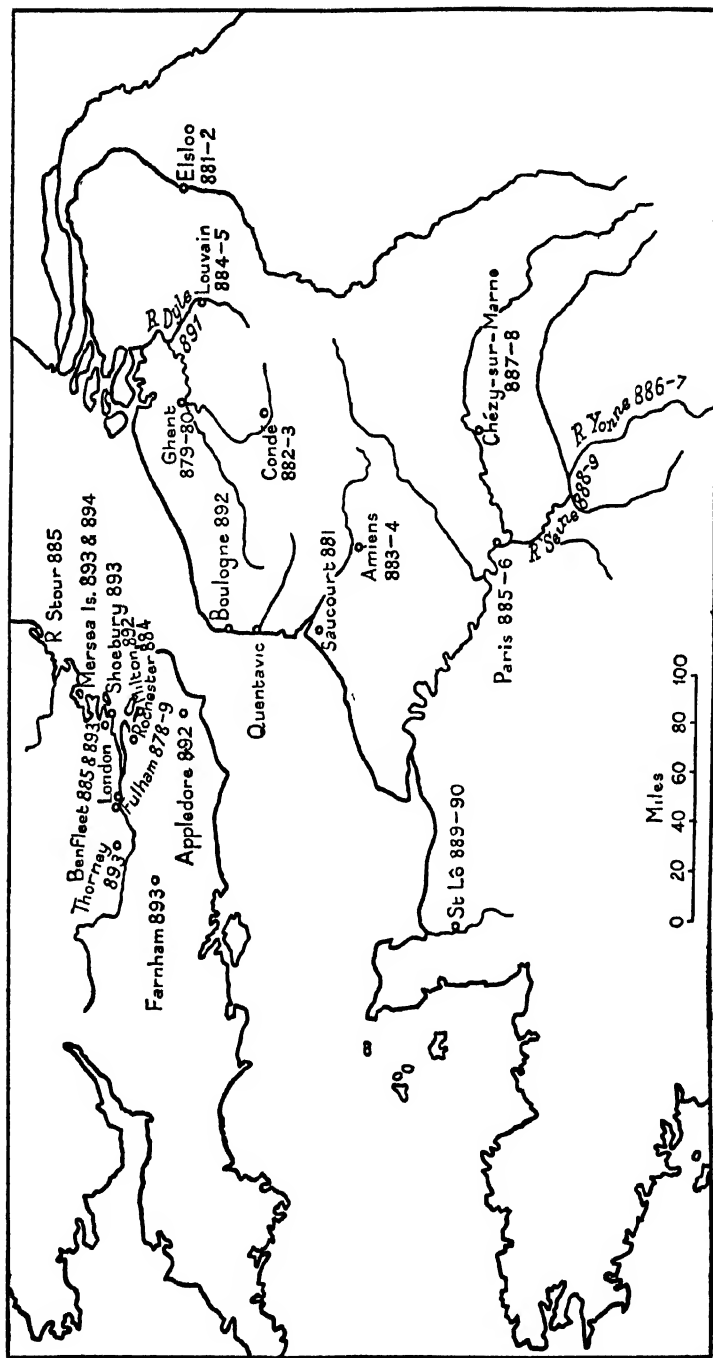 R Stour 885
Mersea Is. 893 & 894
Shoebury 893
Benfleet 885 & 893
London
Milton
892
Rochester
884
Fulham 878-9
Thorney
893
Farnham 893
Appledore 892
Elsloo
881-2
Louvain
884-5
R Dyle
891
Ghent
879-80
Condé
882-3
Boulogne 892
Quentavic
Saucourt 881
Amiens
883-4
Chézy-sur-Marne
887-8
R Yonne 886-7
R Seine 888-9
Paris 885-6
St Lô 889-90
0 20 40 60 80 100
Miles